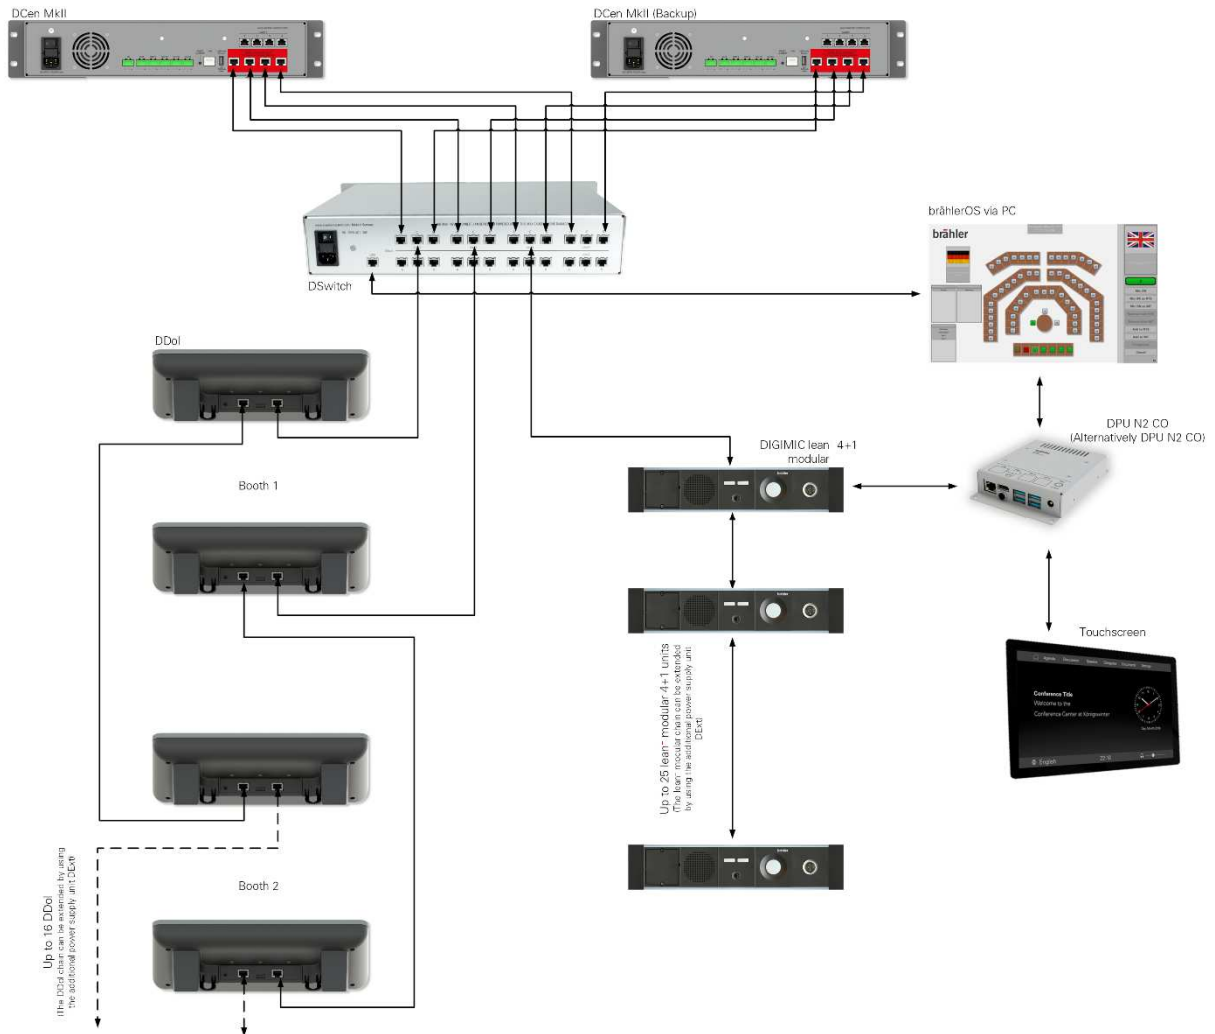 DCen MkII
DCen MkII (Backup)
brählerOS via PC
brähler
DSwitch
DDol
DPU N2 CO
(Alternatively DPU N2 CO)
DIGIMIC lean 4+1
modular
Booth 1
Touchscreen
Up to 25 lean⁻ modular 4+1 units
(The lean⁻ modular chain can be extended
by using the additional power supply unit
DExt)
Conference Title
Welcome to the
Conference Center at Königswinter
English
22:10
Booth 2
Up to 16 DDol
(The DDol chain can be extended by using
the additional power supply unit DExt)